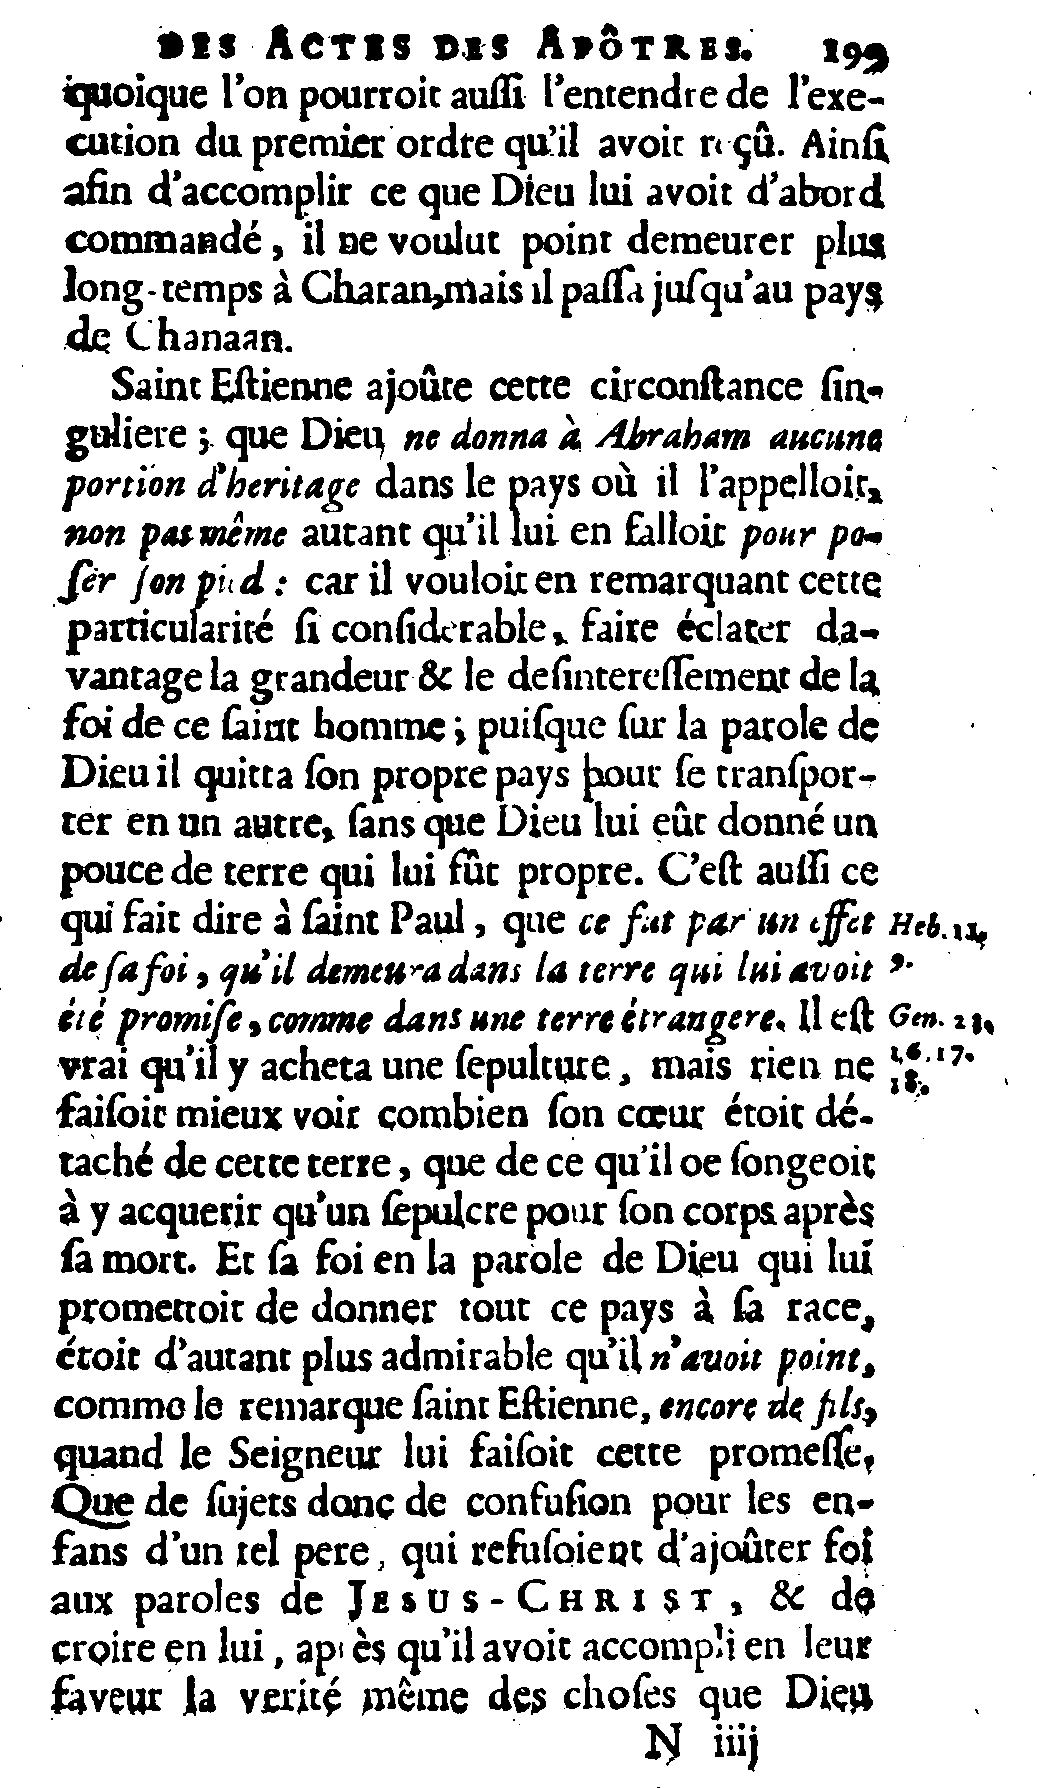 DES ACTES DES APÔTRES. 199
quoique l'on pourroit auſſi l'entendre de l'exe-
cution du premier ordre qu'il avoit reçû. Ainſi
afin d'accomplir ce que Dieu lui avoit d'abord
commandé, il ne voulut point demeurer plus
long-temps à Charan, mais il paſſa juſqu'au pays
de Chanaan.
Saint Eſtienne ajoûte cette circonſtance ſin-
guliere; que Dieu ne donna à Abraham aucune
portion d'heritage dans le pays où il l'appelloit,
non pas même autant qu'il lui en falloit pour po-
ſer ſon pied: car il vouloit en remarquant cette
particularité ſi conſiderable, faire éclater da-
vantage la grandeur & le deſintereſſement de la
foi de ce ſaint homme; puiſque ſur la parole de
Dieu il quitta ſon propre pays pour ſe tranſpor-
ter en un autre, ſans que Dieu lui eût donné un
pouce de terre qui lui fût propre. C'eſt auſſi ce
qui fait dire à ſaint Paul, que ce fut par un effet Heb. 11.
de ſa foi, qu'il demeura dans la terre qui lui avoit 9.
été promiſe, comme dans une terre étrangere. Il eſt Gen. 23.
vrai qu'il y acheta une ſepulture, mais rien ne 16. 17.
18.
faiſoit mieux voir combien ſon cœur étoit dé-
taché de cette terre, que de ce qu'il ne ſongeoit
à y acquerir qu'un ſepulcre pour ſon corps après
ſa mort. Et ſa foi en la parole de Dieu qui lui
promettoit de donner tout ce pays à ſa race,
étoit d'autant plus admirable qu'il n'avoit point,
comme le remarque ſaint Eſtienne, encore de fils,
quand le Seigneur lui faiſoit cette promeſſe,
Que de ſujets donc de confuſion pour les en-
fans d'un tel pere, qui refuſoient d'ajoûter foi
aux paroles de JESUS-CHRIST, & de
croire en lui, après qu'il avoit accompli en leur
faveur la verité même des choſes que Dieu
N iiij